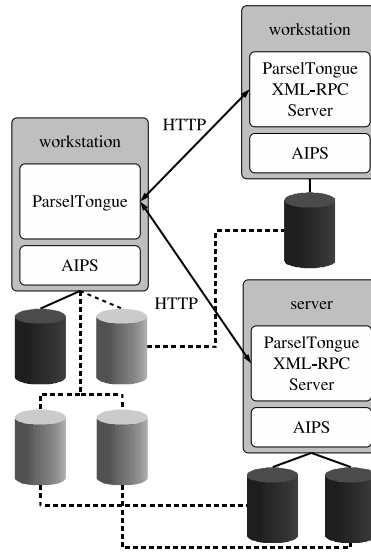 workstation
ParselTongue
XML-RPC
Server
AIPS
HTTP
workstation
ParselTongue
AIPS
HTTP
server
ParselTongue
XML-RPC
Server
AIPS